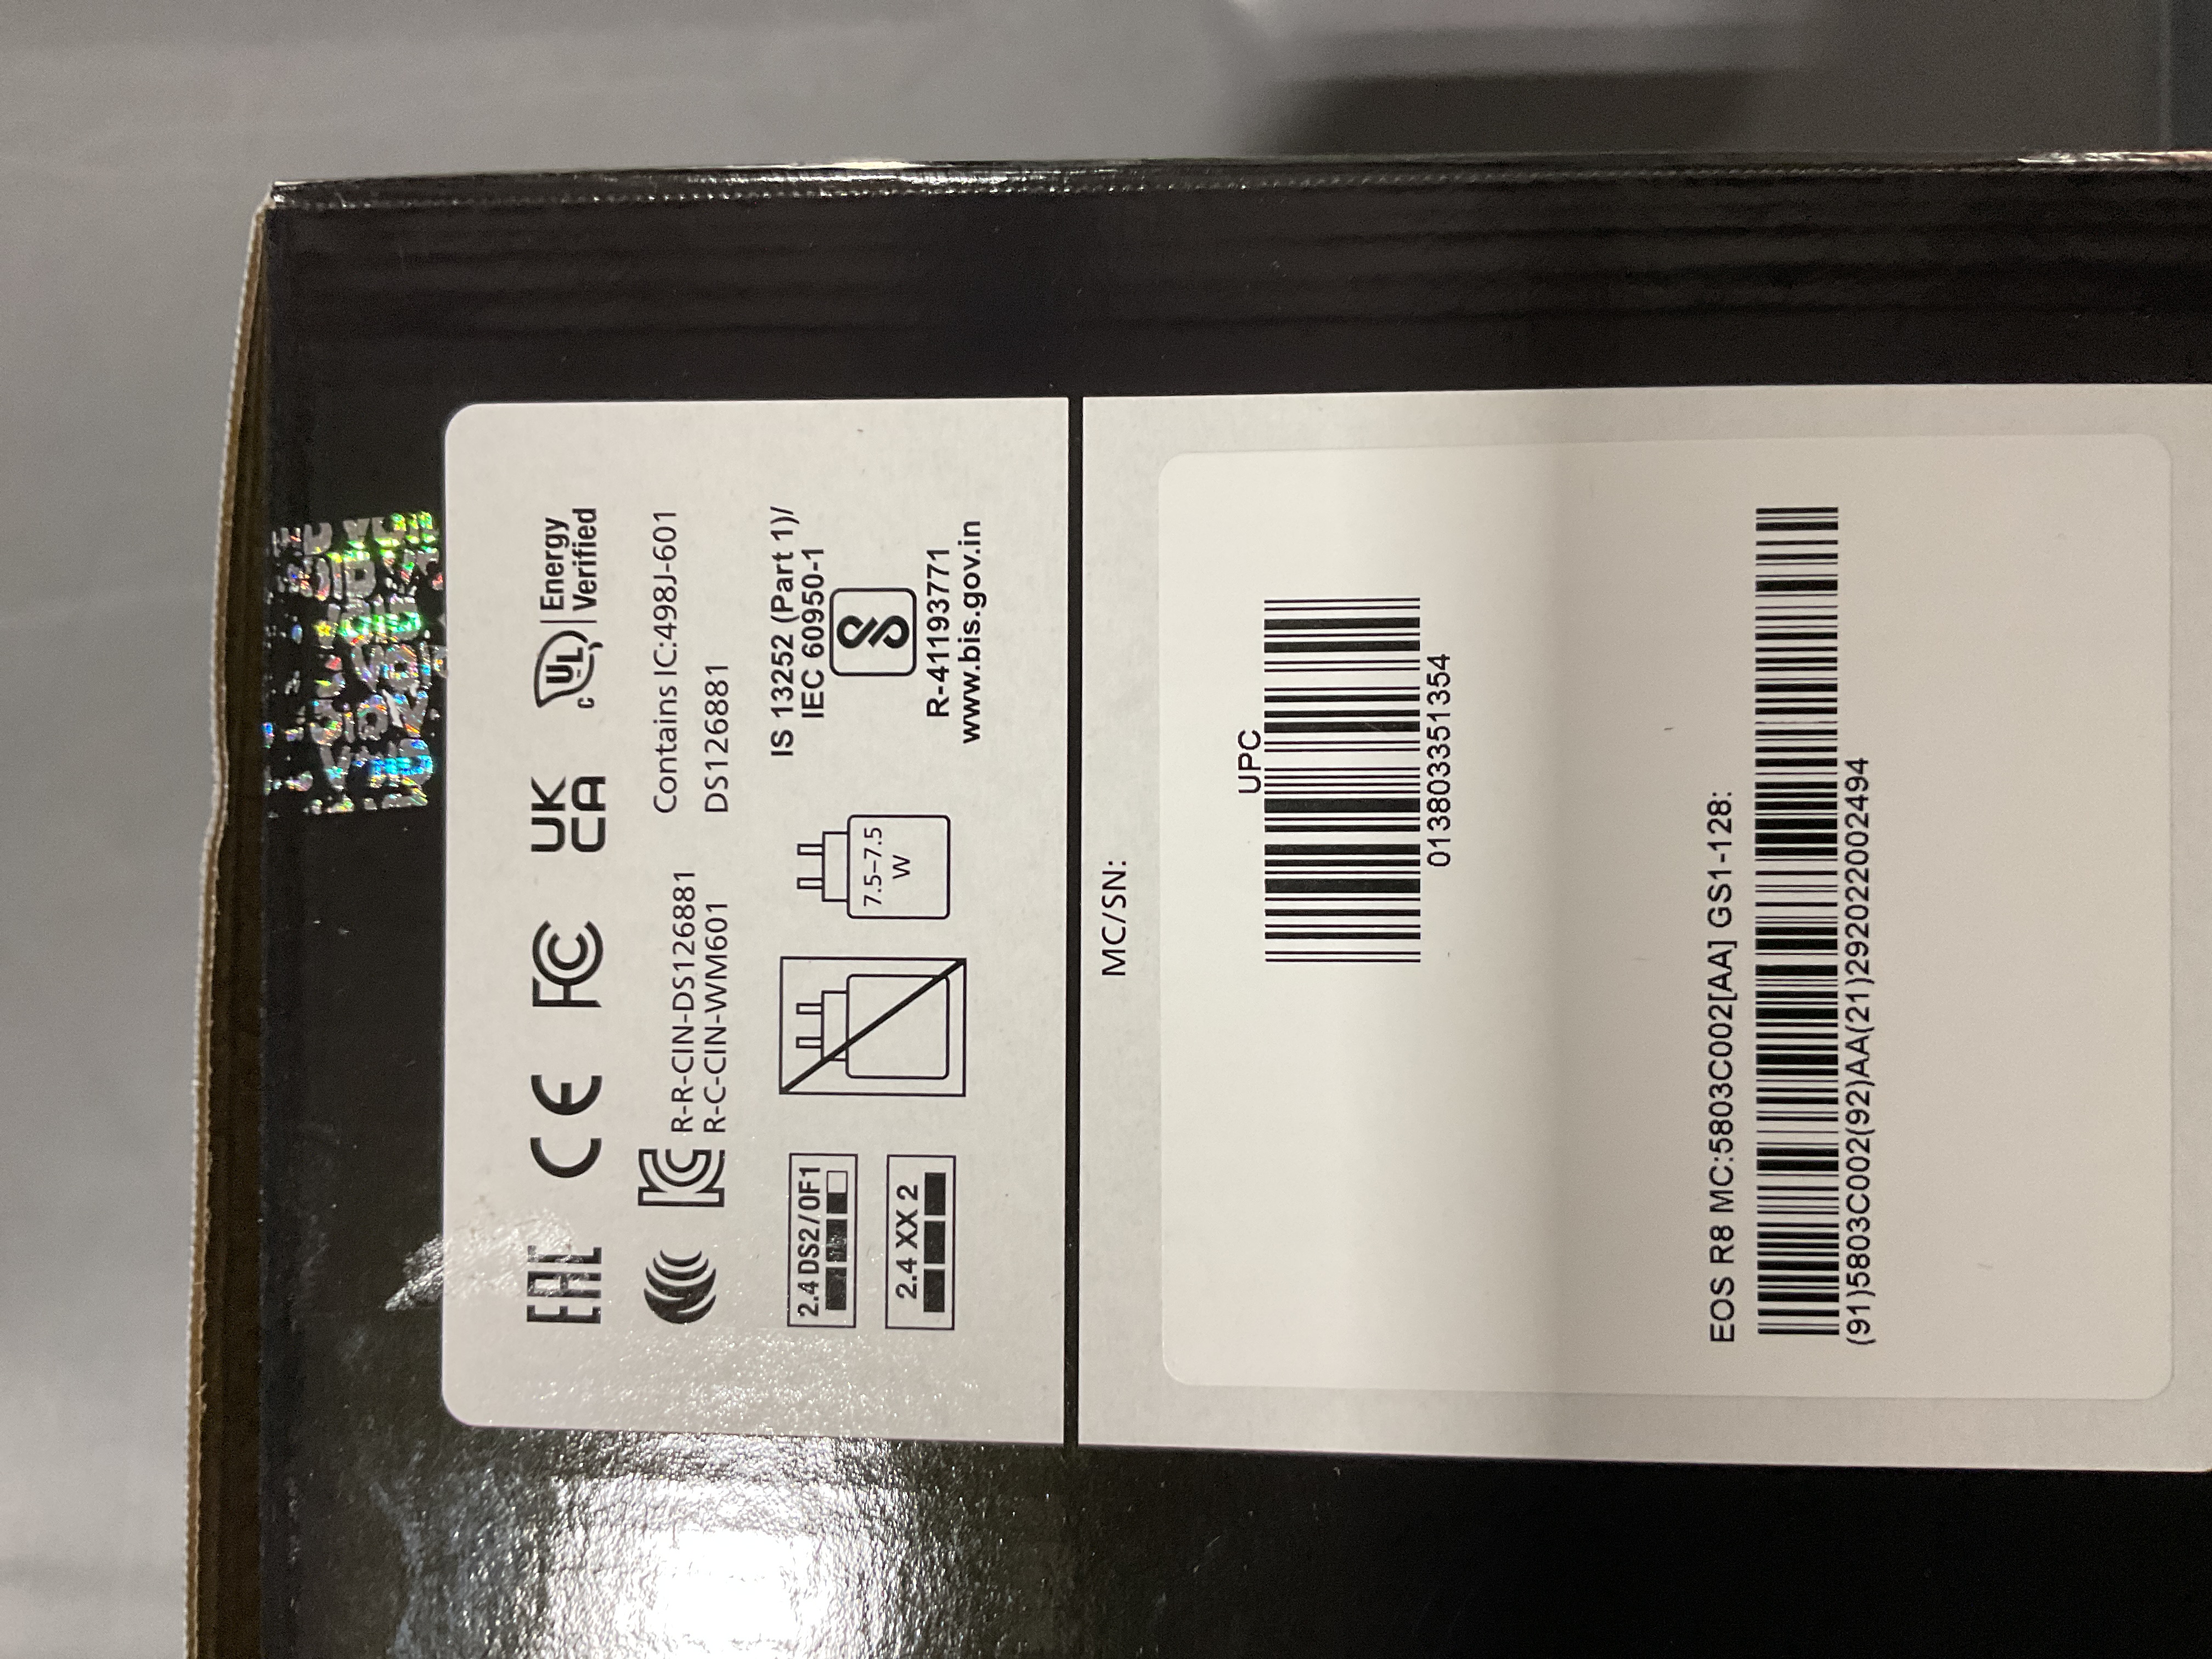 EAC CE FC UK
CA
C UL Energy
Verified
R-R-CIN-DS126881
R-C-CIN-WM601
Contains IC:498J-601
DS126881
2.4 DS2/OF1
2.4 XX 2
7.5–7.5
W
IS 13252 (Part 1)/
IEC 60950-1
R-41193771
www.bis.gov.in
MC/SN:
UPC
013803351354
EOS R8 MC:5803C002[AA] GS1-128:
(91)5803C002(92)AA(21)292022002494